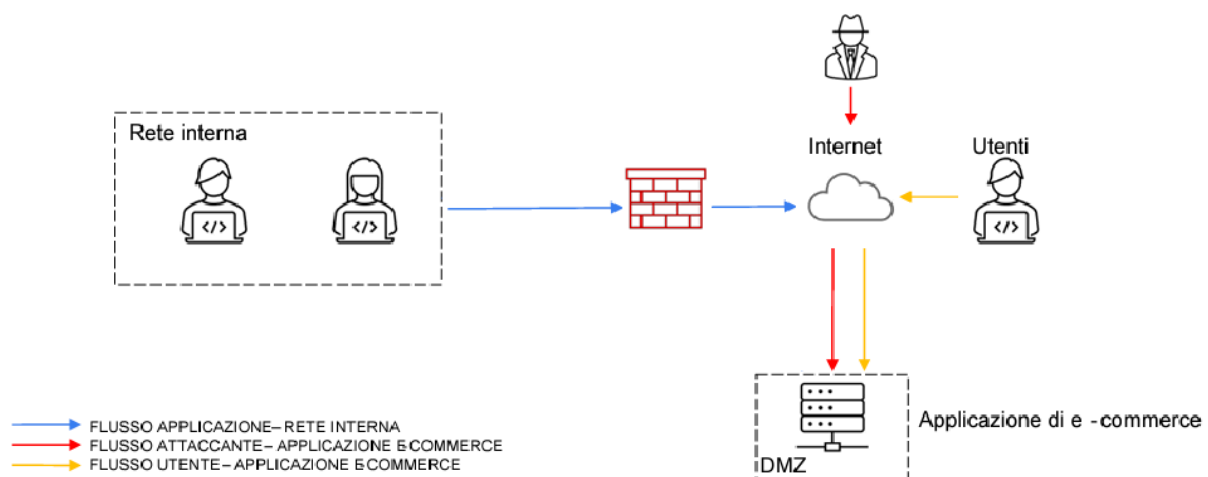 Rete interna
Internet
Utenti
</>
</>
</>
Applicazione di e -commerce
DMZ
FLUSSO APPLICAZIONE– RETE INTERNA
FLUSSO ATTACCANTE– APPLICAZIONE E-COMMERCE
FLUSSO UTENTE– APPLICAZIONE E-COMMERCE